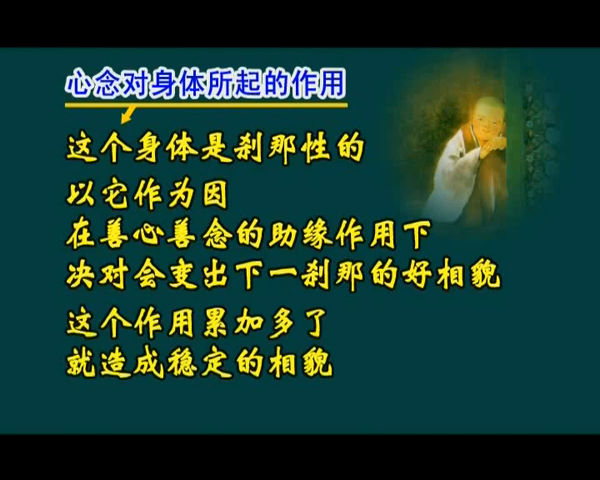 心念对身体所起的作用
这个身体是刹那性的
以它作为因
在善心善念的助缘作用下
决对会变出下一刹那的好相貌
这个作用累加多了
就造成稳定的相貌